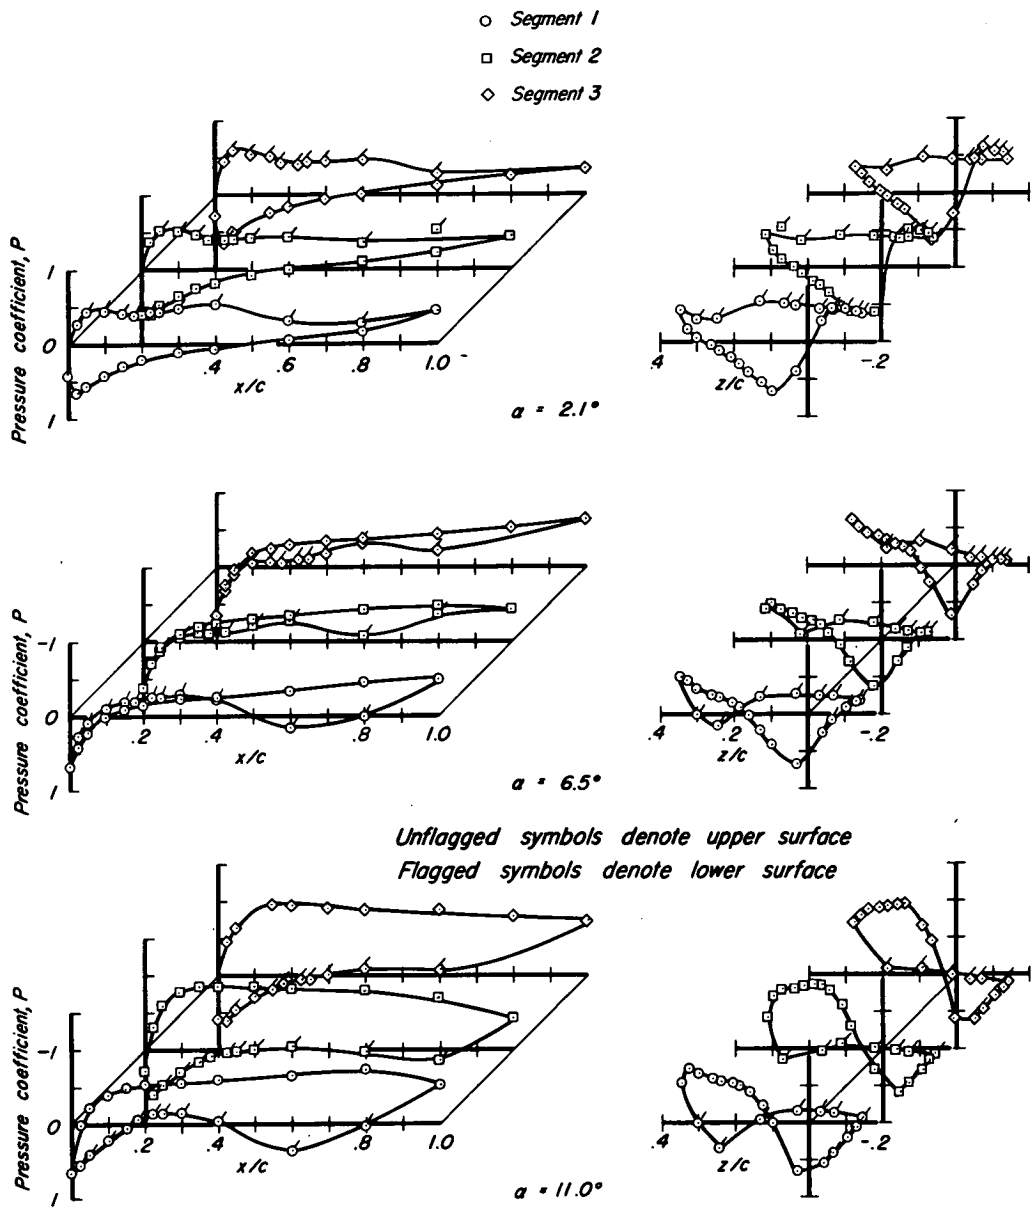 Segment 1
Segment 2
Segment 3
Pressure coefficient, P
1
0
1
.4
.6
.8
1.0
x/c
.4
-.2
z/c
α = 2.1°
Pressure coefficient, P
-1
0
1
.2
.4
.6
.8
1.0
x/c
.4
.2
-.2
z/c
α = 6.5°
Unflagged symbols denote upper surface
Flagged symbols denote lower surface
Pressure coefficient, P
-1
0
1
.2
.4
.6
.8
1.0
x/c
.4
-.2
z/c
α = 11.0°